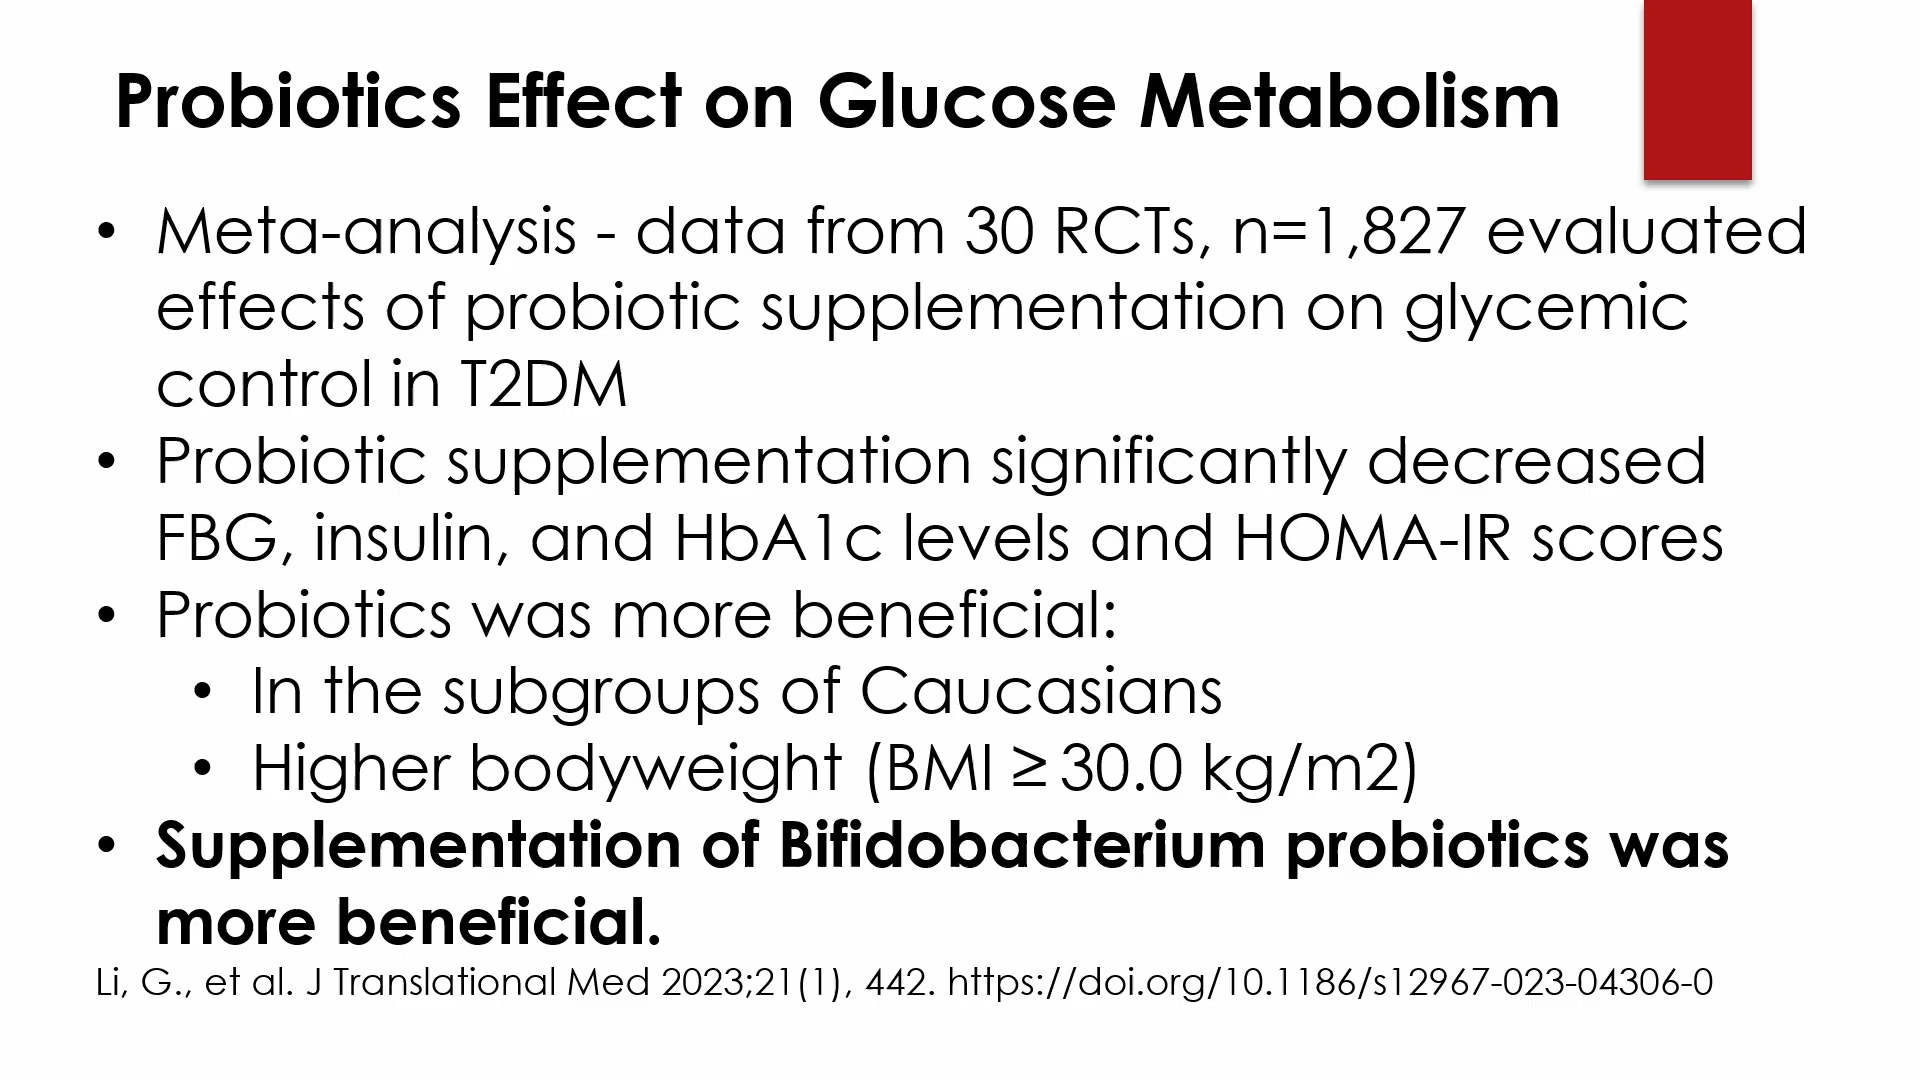 Probiotics Effect on Glucose Metabolism
• Meta-analysis - data from 30 RCTs, n=1,827 evaluated
effects of probiotic supplementation on glycemic
control in T2DM
• Probiotic supplementation significantly decreased
FBG, insulin, and HbA1c levels and HOMA-IR scores
• Probiotics was more beneficial:
• In the subgroups of Caucasians
• Higher bodyweight (BMI ≥ 30.0 kg/m2)
• Supplementation of Bifidobacterium probiotics was
more beneficial.
Li, G., et al. J Translational Med 2023;21(1), 442. https://doi.org/10.1186/s12967-023-04306-0